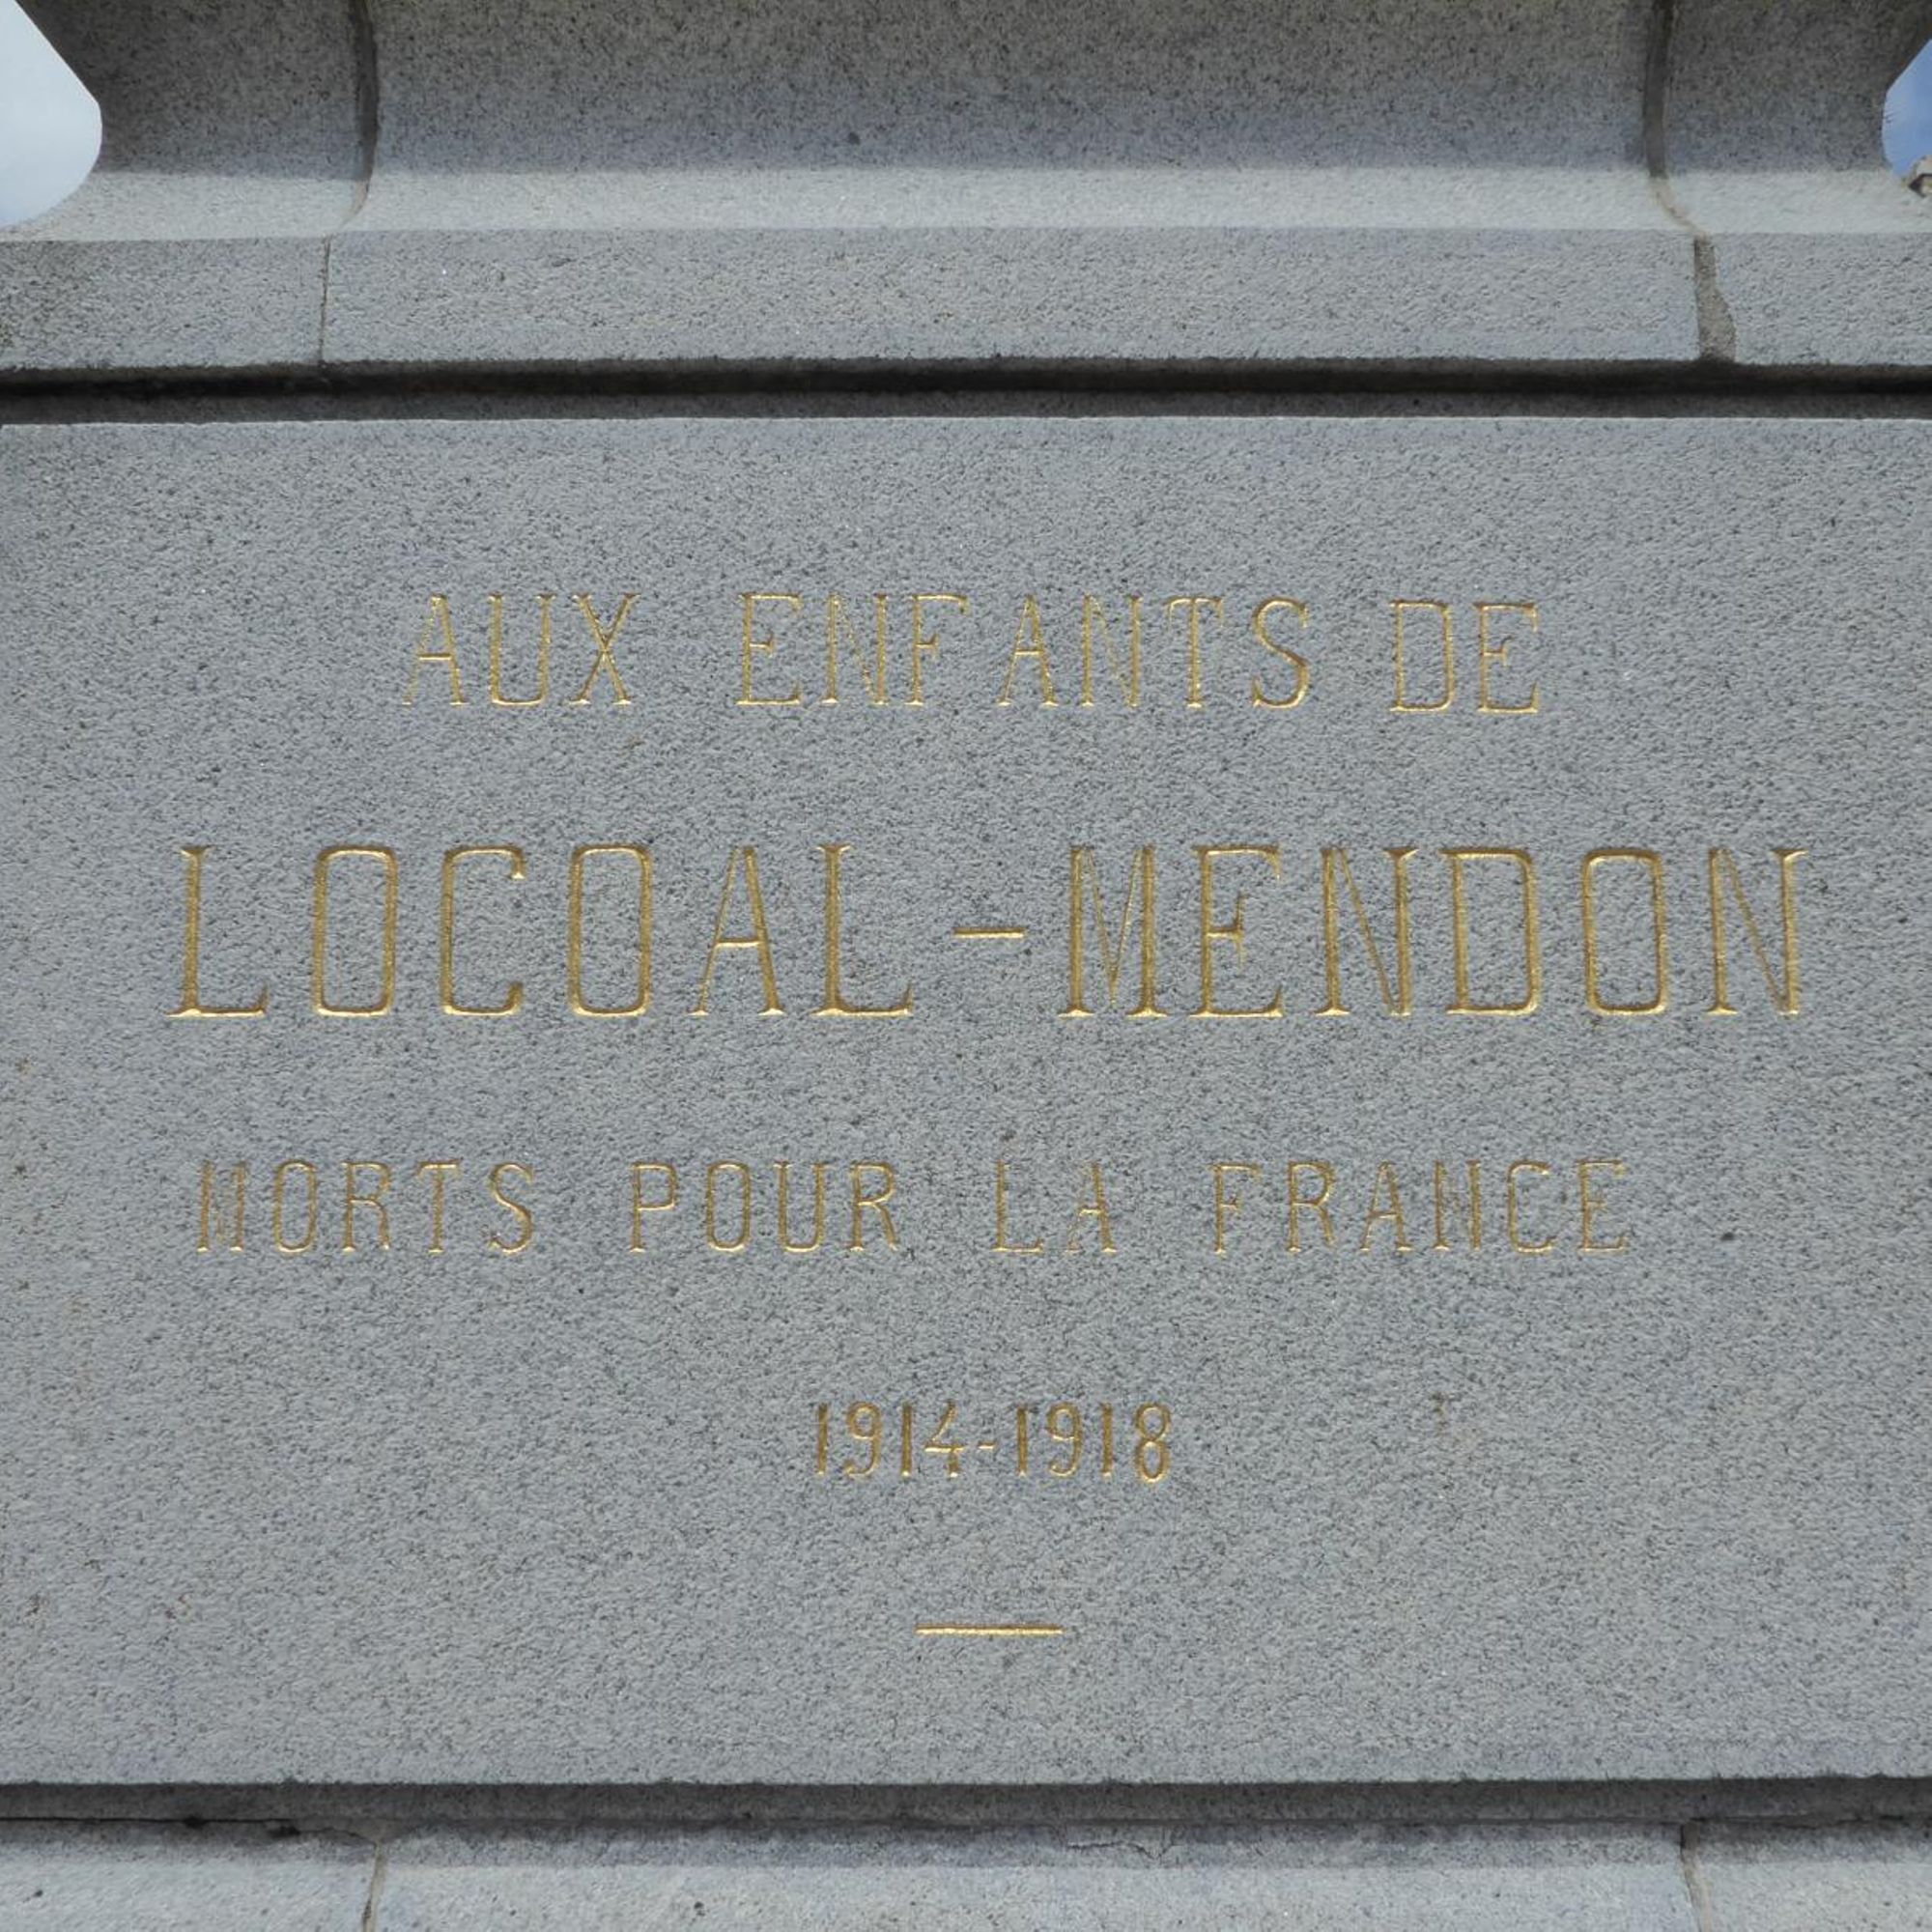 AUX ENFANTS DE
LOCOAL-MENDON
MORTS POUR LA FRANCE
1914-1918